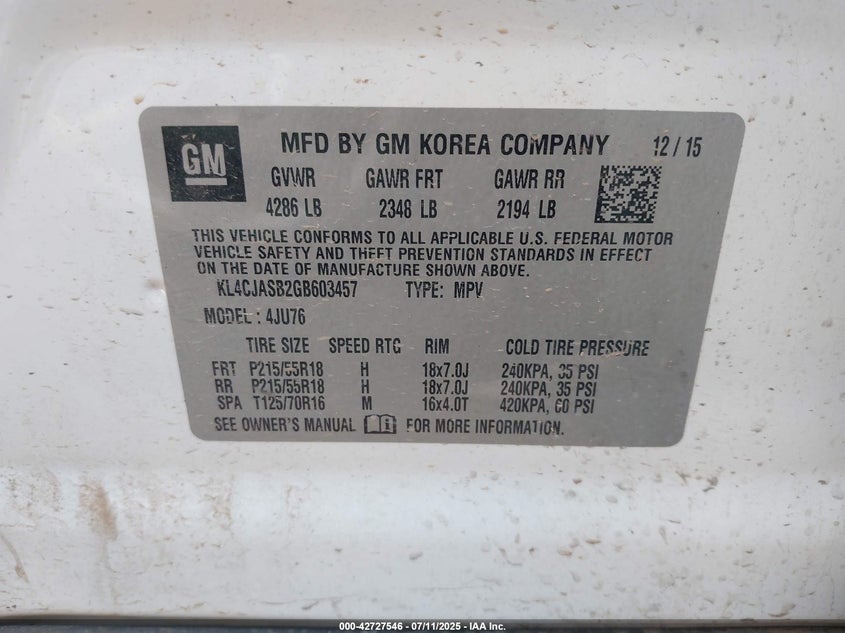 GM
MFD BY GM KOREA COMPANY 12 / 15
GVWR GAWR FRT GAWR RR
4286 LB 2348 LB 2194 LB
THIS VEHICLE CONFORMS TO ALL APPLICABLE U.S. FEDERAL MOTOR
VEHICLE SAFETY AND THEFT PREVENTION STANDARDS IN EFFECT
ON THE DATE OF MANUFACTURE SHOWN ABOVE.
KL4CJASB2GB603457 TYPE: MPV
MODEL : 4JU76
TIRE SIZE SPEED RTG RIM COLD TIRE PRESSURE
FRT P215/55R18 H 18x7.0J 240KPA, 35 PSI
RR P215/55R18 H 18x7.0J 240KPA, 35 PSI
SPA T125/70R16 M 16x4.0T 420KPA, 60 PSI
SEE OWNER'S MANUAL FOR MORE INFORMATION.
000-42727546 - 07/11/2025 - IAA Inc.